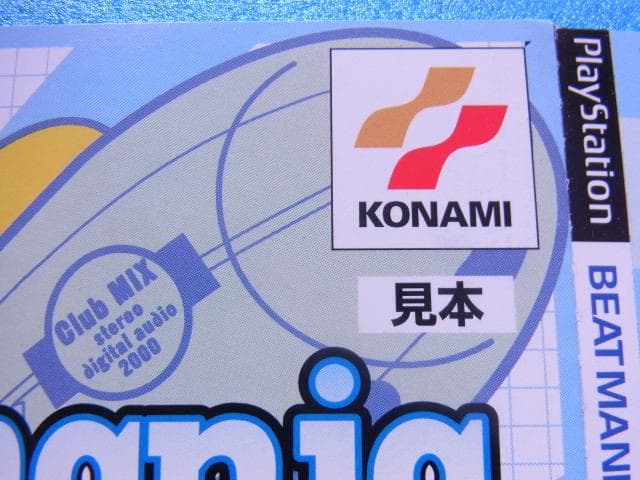 KONAMI
見本
Club MIX
stereo
digital audio
2000
PlayStation
BEATMANI